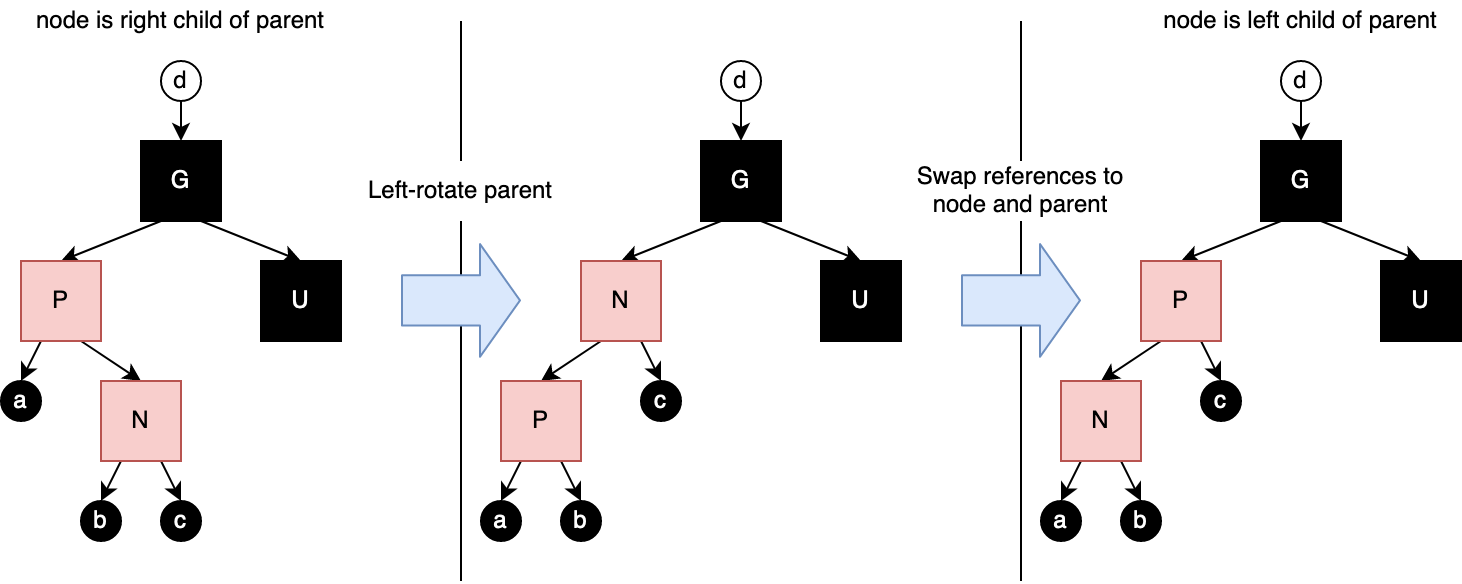 node is right child of parent
node is left child of parent
d
d
d
G
G
G
Left-rotate parent
Swap references to
node and parent
P
U
N
U
P
U
a
N
P
c
N
c
b
c
a
b
a
b